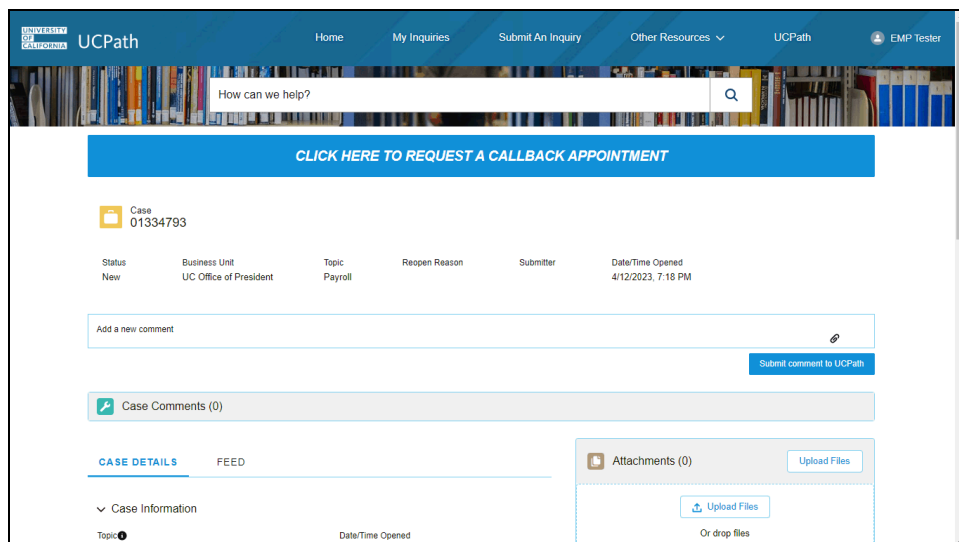 UNIVERSITY OF CALIFORNIA UCPath Home My Inquiries Submit An Inquiry Other Resources UCPath EMP Tester
How can we help?
CLICK HERE TO REQUEST A CALLBACK APPOINTMENT
Case
01334793
Status Business Unit Topic Reopen Reason Submitter Date/Time Opened
New UC Office of President Payroll 4/12/2023, 7:18 PM
Add a new comment
Submit comment to UCPath
Case Comments (0)
CASE DETAILS FEED
Attachments (0) Upload Files
Case Information
Upload Files
Topic Date/Time Opened
Or drop files